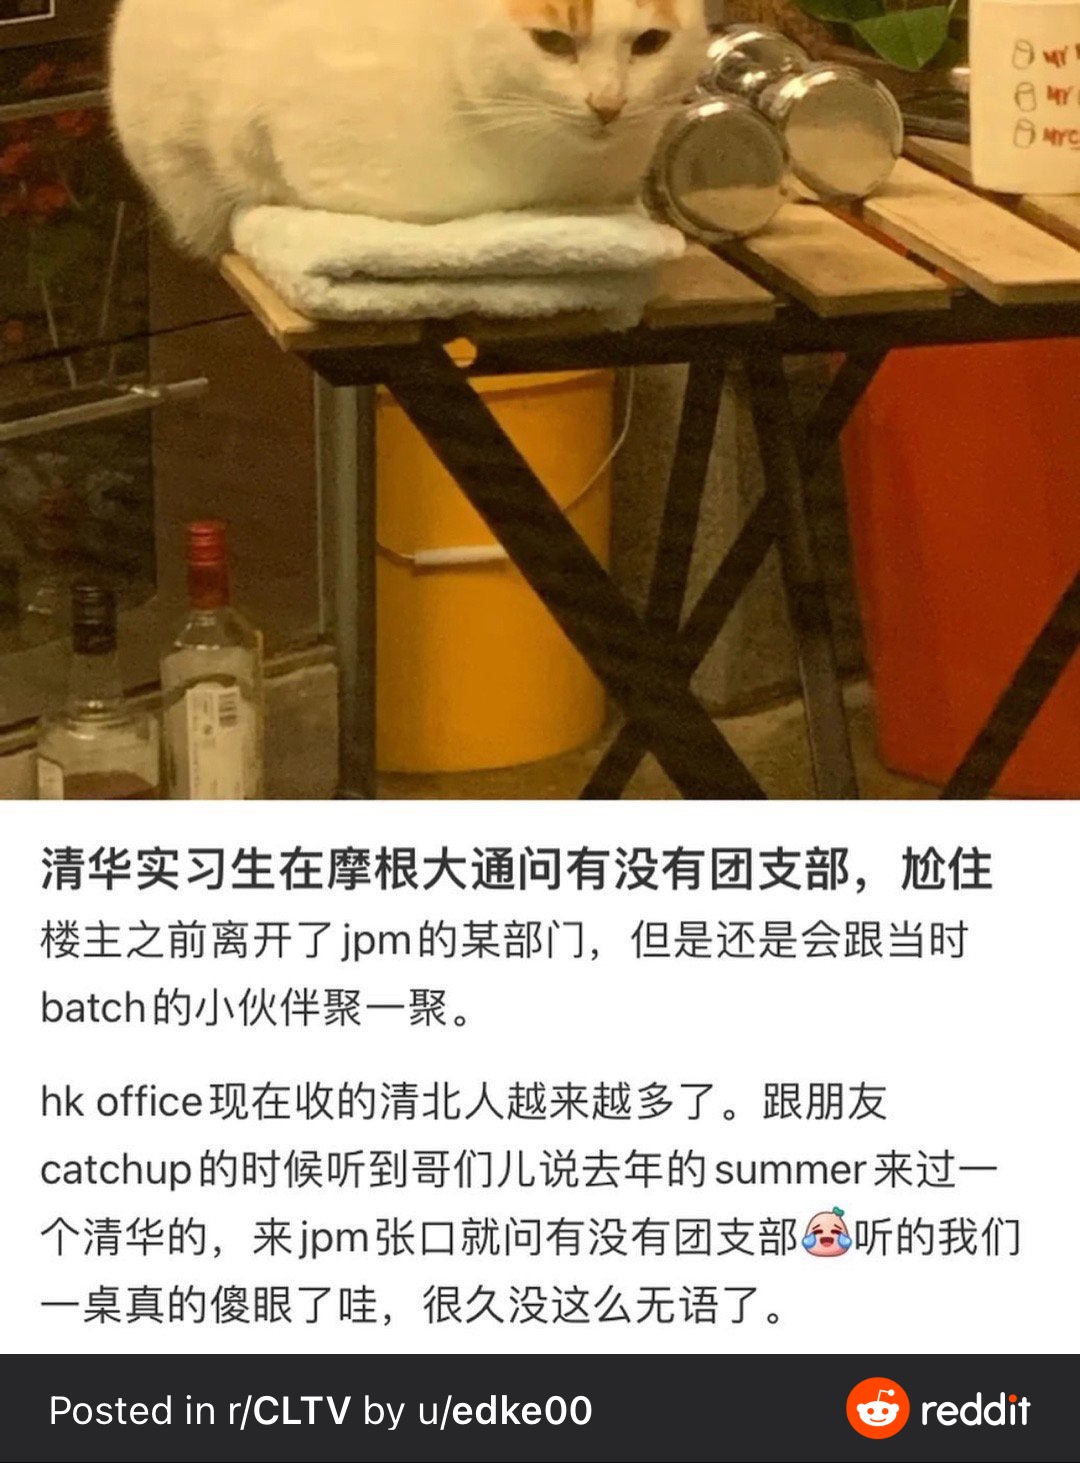 MY
MY
MYC
清华实习生在摩根大通问有没有团支部，尬住
楼主之前离开了jpm的某部门，但是还是会跟当时
batch的小伙伴聚一聚。
hk office现在收的清北人越来越多了。跟朋友
catchup的时候听到哥们儿说去年的summer来过一
个清华的，来jpm张口就问有没有团支部听的我们
一桌真的傻眼了哇，很久没这么无语了。
Posted in r/CLTV by u/edke00
reddit